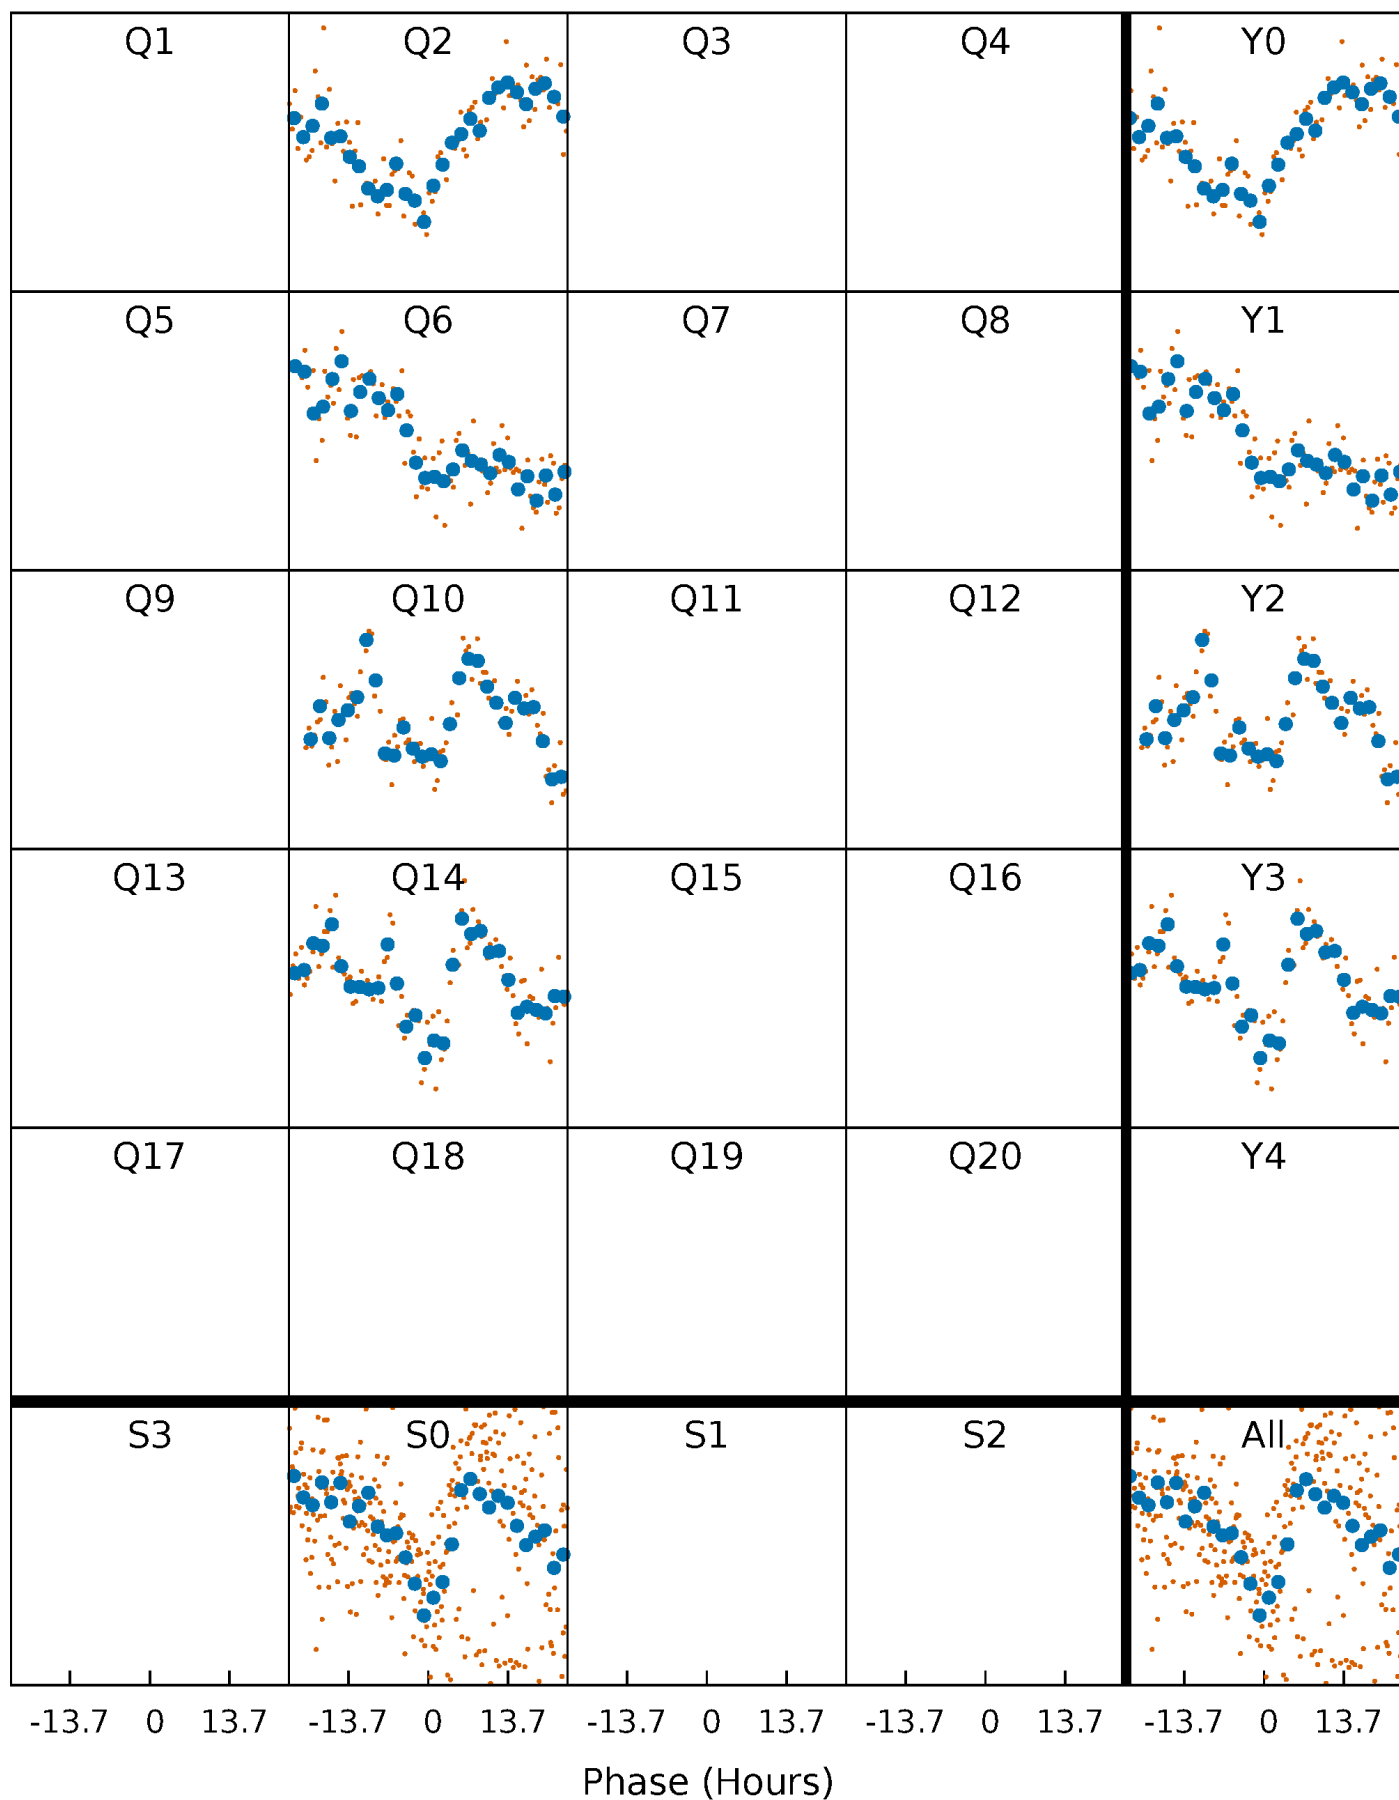 Q1 Q2 Q3 Q4 Y0
Q5 Q6 Q7 Q8 Y1
Q9 Q10 Q11 Q12 Y2
Q13 Q14 Q15 Q16 Y3
Q17 Q18 Q19 Q20 Y4
S3 S0 S1 S2 All
-13.7 0 13.7 -13.7 0 13.7 -13.7 0 13.7 -13.7 0 13.7 -13.7 0 13.7
Phase (Hours)